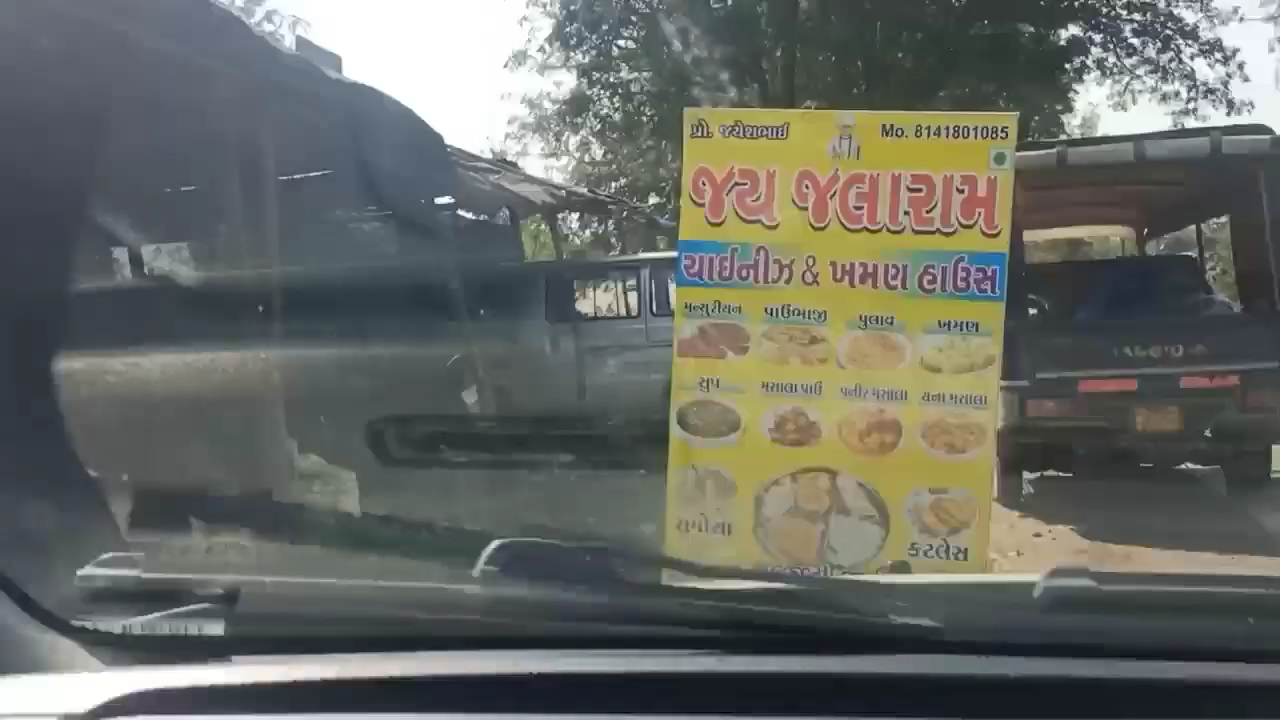 પ્રો. જયેશભાઈ Mo. 8141801085
જય જલારામ
ચાઈનીઝ & ખમણ હાઉસ
મન્ચુરીયન પાઉંભાજી પુલાવ ખમણ
સુપ મસાલા પાઉં પનીર મસાલા ચના મસાલા
સમોસા કટલેસ